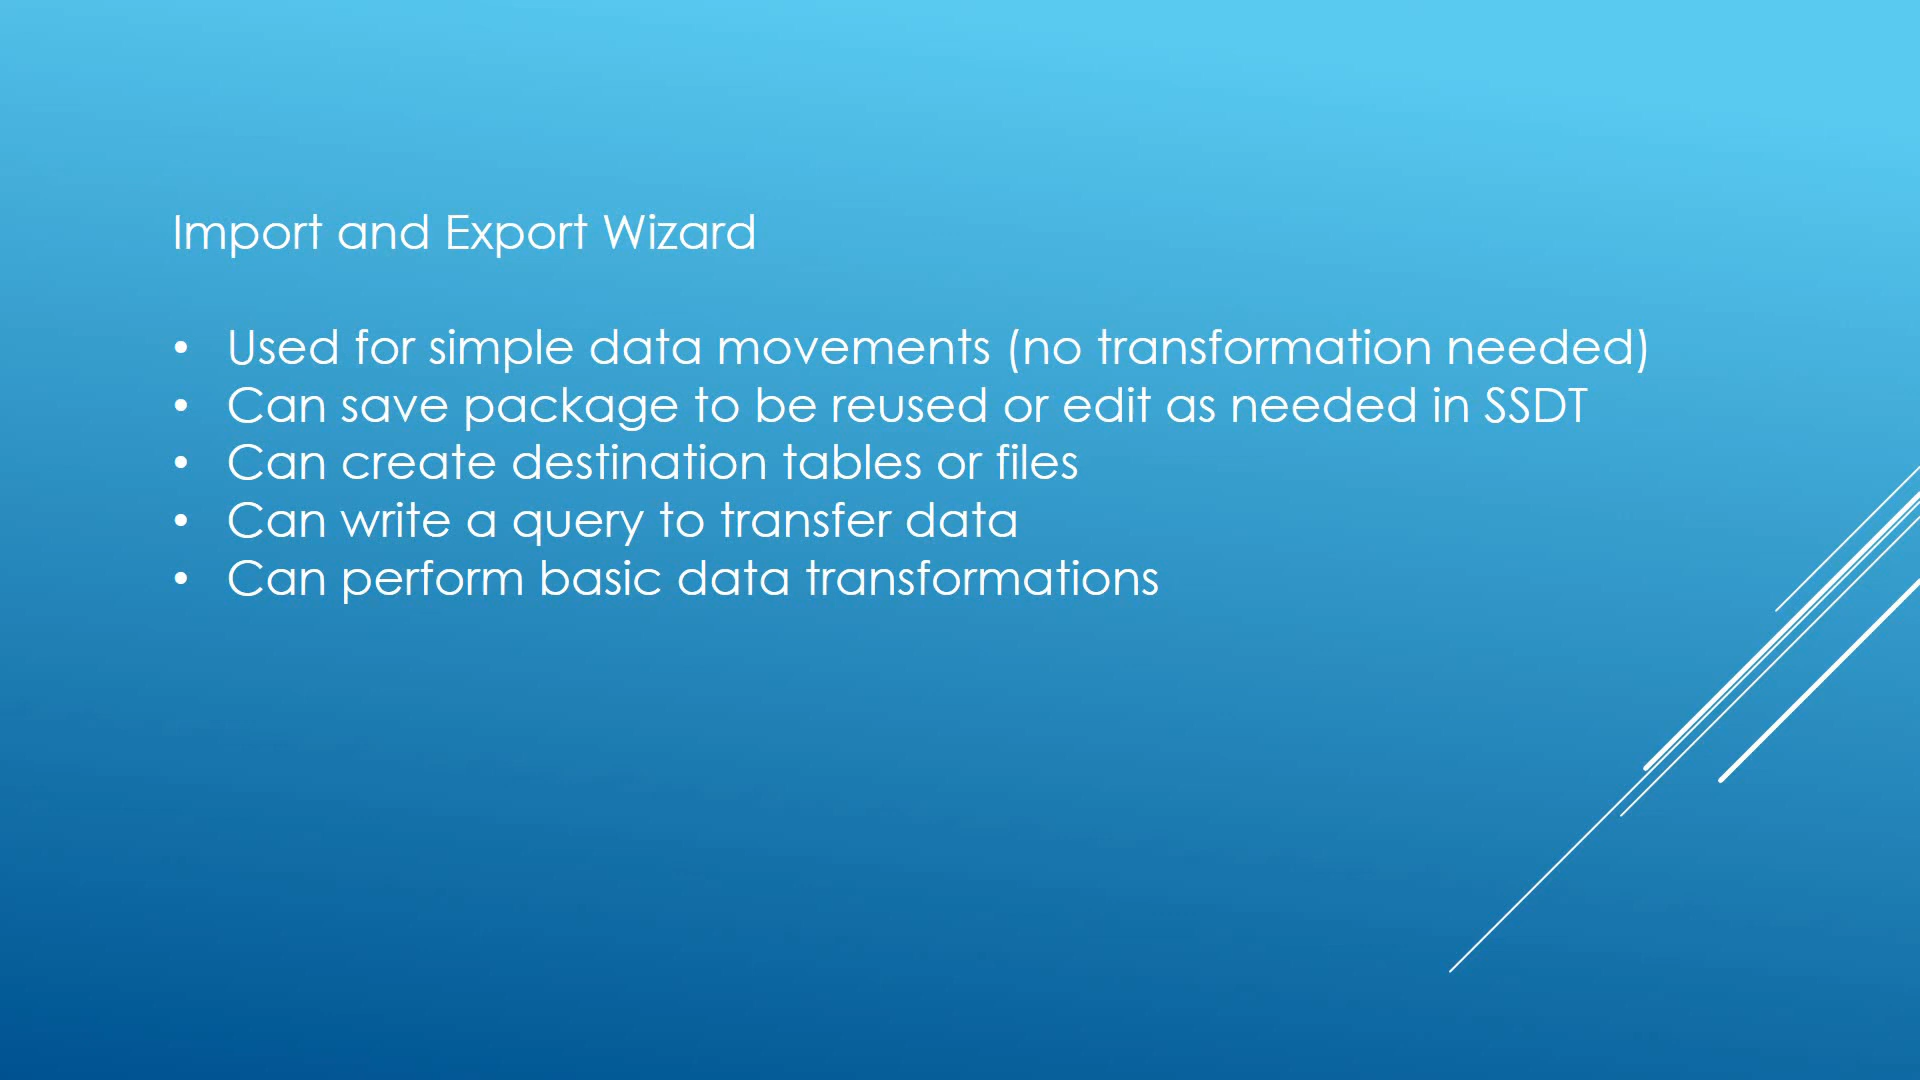 Import and Export Wizard
• Used for simple data movements (no transformation needed)
• Can save package to be reused or edit as needed in SSDT
• Can create destination tables or files
• Can write a query to transfer data
• Can perform basic data transformations